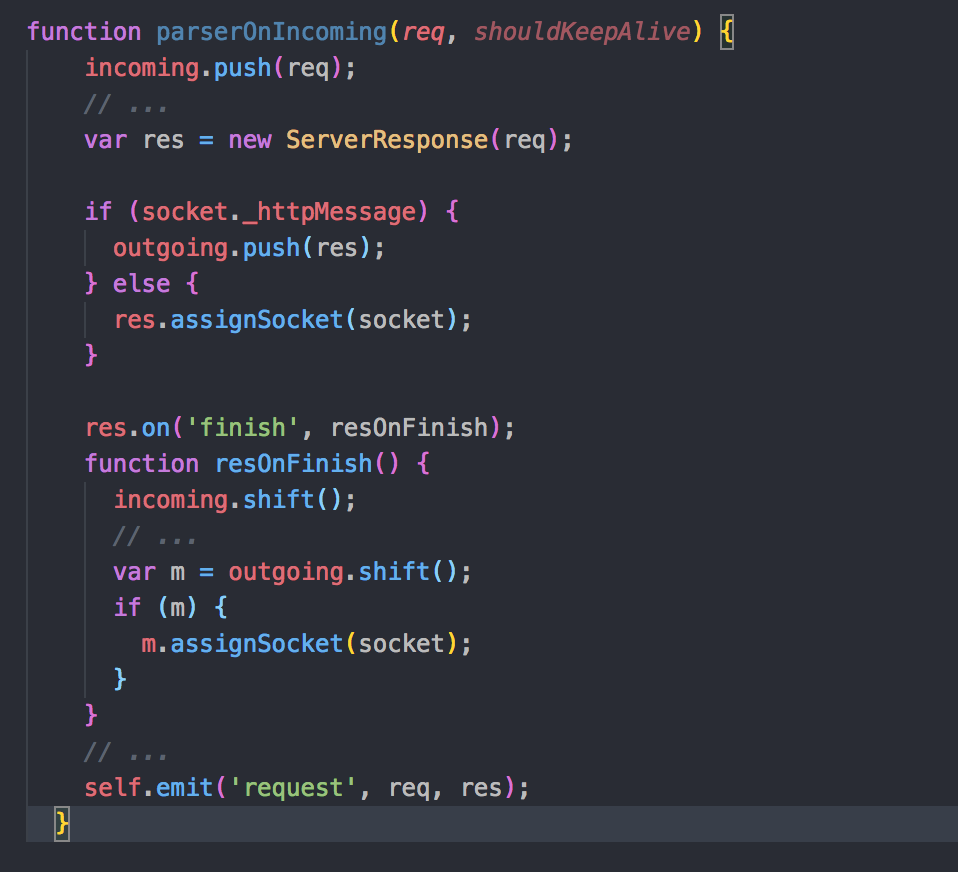 function parserOnIncoming(req, shouldKeepAlive) {
    incoming.push(req);
    // ...
    var res = new ServerResponse(req);

    if (socket._httpMessage) {
      outgoing.push(res);
    } else {
      res.assignSocket(socket);
    }

    res.on('finish', resOnFinish);
    function resOnFinish() {
      incoming.shift();
      // ...
      var m = outgoing.shift();
      if (m) {
        m.assignSocket(socket);
      }
    }
    // ...
    self.emit('request', req, res);
  }